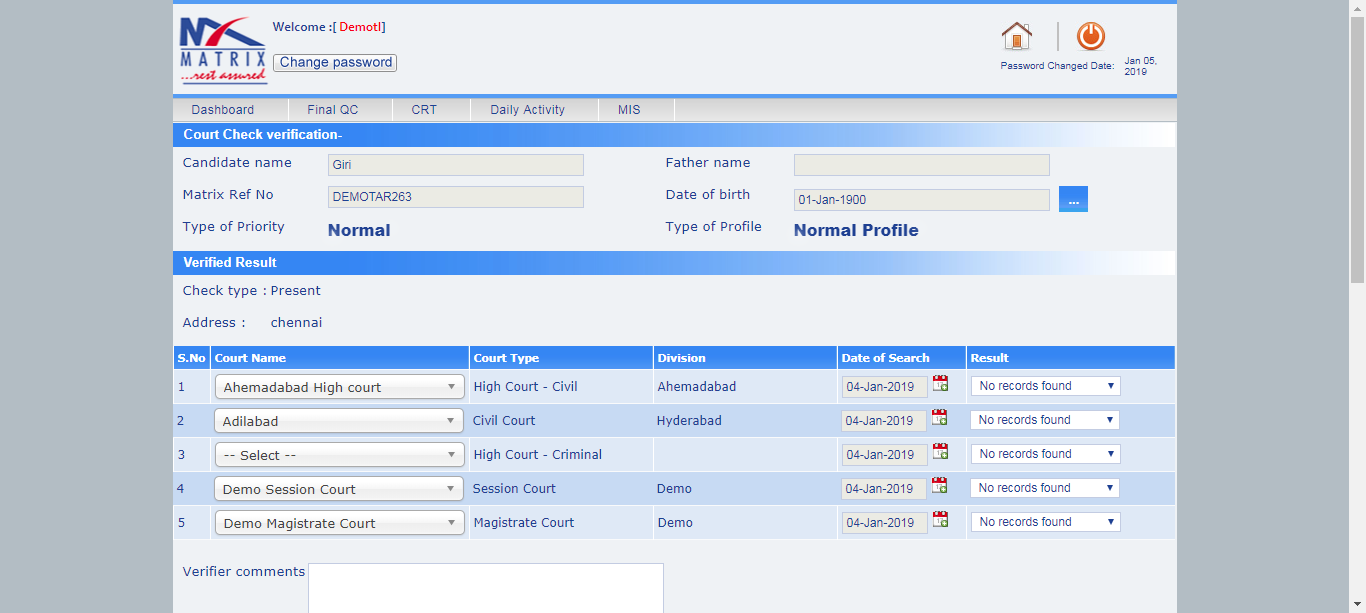 Welcome :[ Demotl]
MATRIX
...rest assured
Change password
Password Changed Date: Jan 05, 2019
Dashboard Final QC CRT Daily Activity MIS
Court Check verification-
Candidate name Giri Father name
Matrix Ref No DEMOTAR263 Date of birth 01-Jan-1900 ...
Type of Priority Normal Type of Profile Normal Profile
Verified Result
Check type : Present
Address : chennai
S.No Court Name Court Type Division Date of Search Result
1 Ahemadabad High court High Court - Civil Ahemadabad 04-Jan-2019 No records found
2 Adilabad Civil Court Hyderabad 04-Jan-2019 No records found
3 -- Select -- High Court - Criminal 04-Jan-2019 No records found
4 Demo Session Court Session Court Demo 04-Jan-2019 No records found
5 Demo Magistrate Court Magistrate Court Demo 04-Jan-2019 No records found
Verifier comments